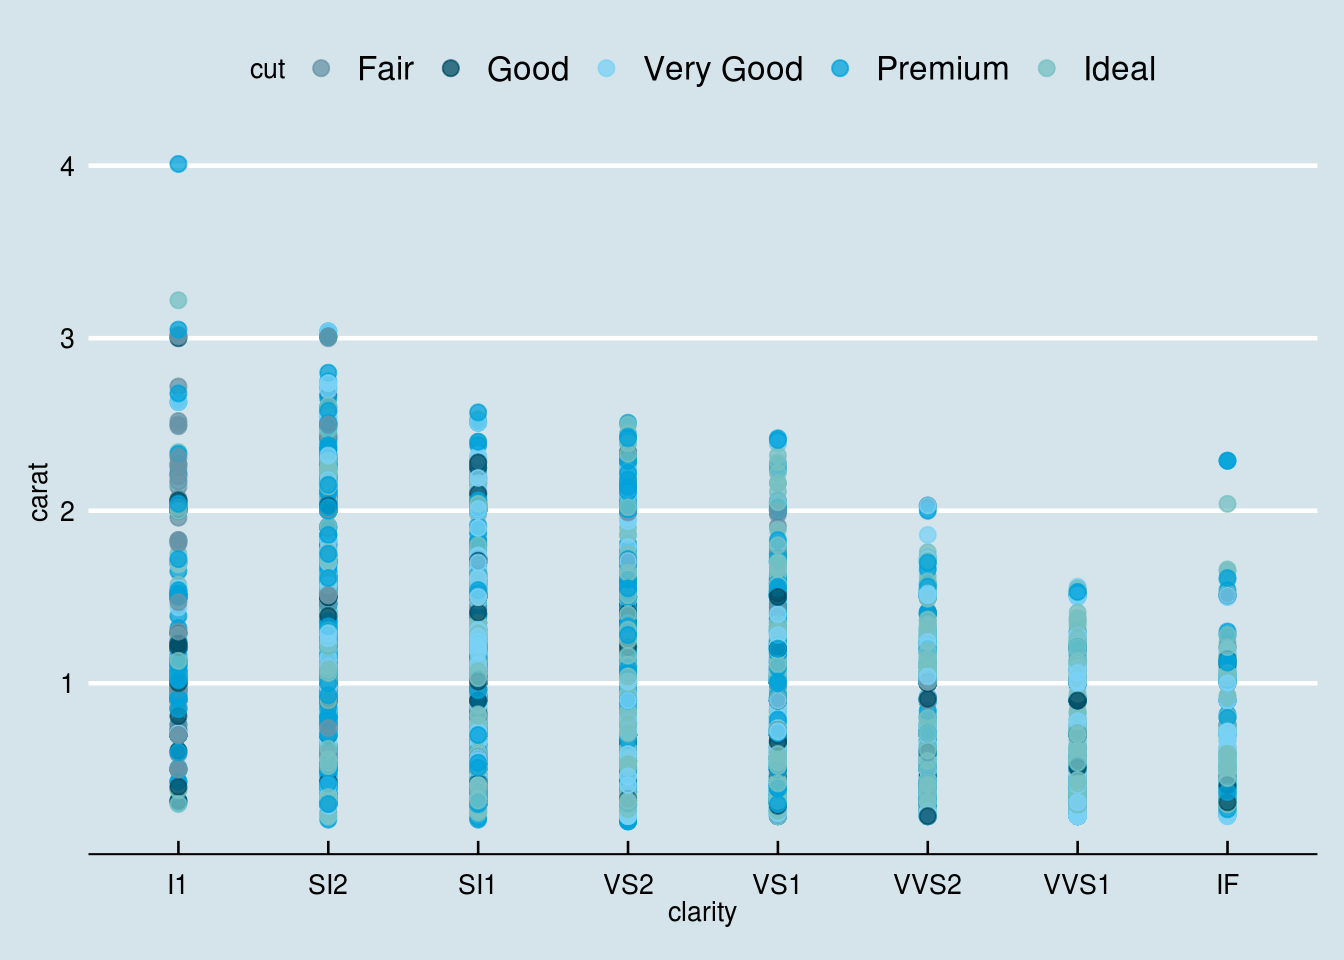 cut Fair Good Very Good Premium Ideal
4
3
2
1
carat
I1 SI2 SI1 VS2 VS1 VVS2 VVS1 IF
clarity